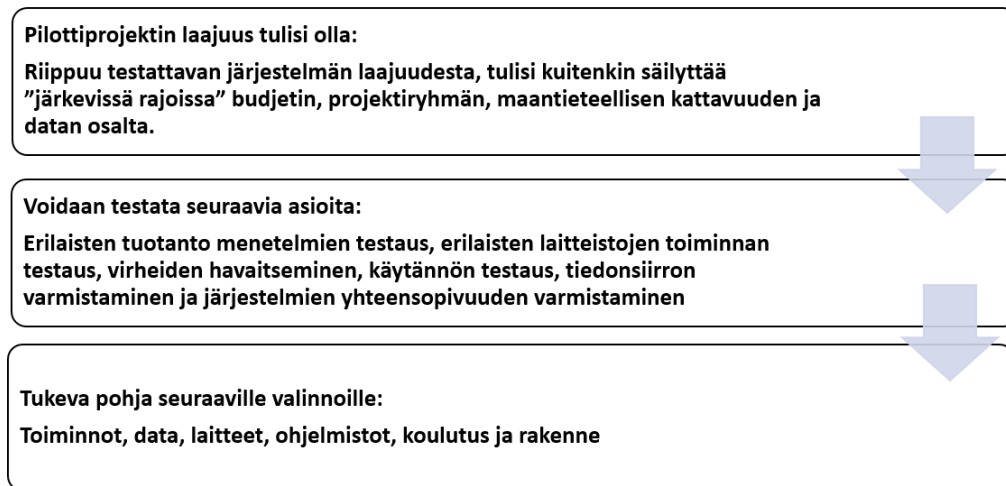 Pilottiprojektin laajuus tulisi olla:
Riippuu testattavan järjestelmän laajuudesta, tulisi kuitenkin säilyttää
”järkevissä rajoissa” budjetin, projektiryhmän, maantieteellisen kattavuuden ja
datan osalta.
Voidaan testata seuraavia asioita:
Erilaisten tuotanto menetelmien testaus, erilaisten laitteistojen toiminnan
testaus, virheiden havaitseminen, käytännön testaus, tiedonsiirron
varmistaminen ja järjestelmien yhteensopivuuden varmistaminen
Tukeva pohja seuraaville valinnoille:
Toiminnot, data, laitteet, ohjelmistot, koulutus ja rakenne